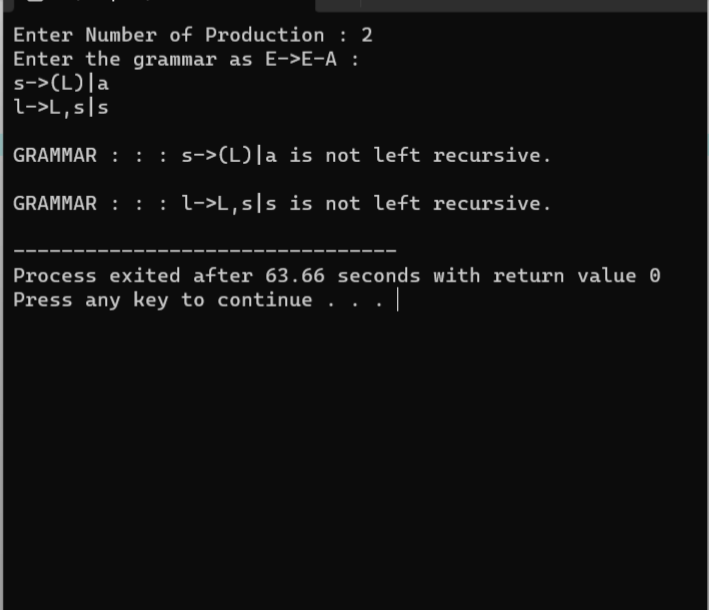 Enter Number of Production : 2
Enter the grammar as E->E-A :
s->(L)|a
l->L,s|s
GRAMMAR : : : s->(L)|a is not left recursive.
GRAMMAR : : : l->L,s|s is not left recursive.
--------------------------------
Process exited after 63.66 seconds with return value 0
Press any key to continue . . .